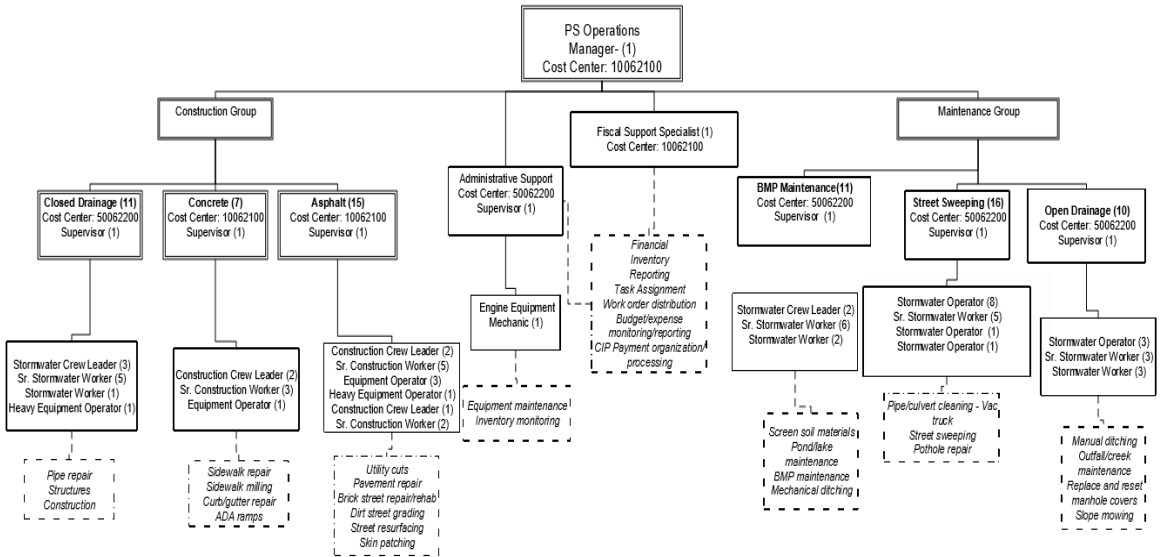 PS Operations
Manager- (1)
Cost Center: 10062100
Construction Group
Maintenance Group
Fiscal Support Specialist (1)
Cost Center: 10062100
Administrative Support
Cost Center: 50062200
Supervisor (1)
Closed Drainage (11)
Cost Center: 50062200
Supervisor (1)
Concrete (7)
Cost Center: 10062100
Supervisor (1)
Asphalt (15)
Cost Center: 10062100
Supervisor (1)
BMP Maintenance(11)
Cost Center: 50062200
Supervisor (1)
Street Sweeping (16)
Cost Center: 50062200
Supervisor (1)
Open Drainage (10)
Cost Center: 50062200
Supervisor (1)
Financial
Inventory
Reporting
Task Assignment
Work order distribution
Budget/expense
monitoring/reporting
CIP Payment organization/
processing
Engine Equipment
Mechanic (1)
Stormwater Crew Leader (3)
Sr. Stormwater Worker (5)
Stormwater Worker (1)
Heavy Equipment Operator (1)
Construction Crew Leader (2)
Sr. Construction Worker (3)
Equipment Operator (1)
Construction Crew Leader (2)
Sr. Construction Worker (5)
Equipment Operator (3)
Heavy Equipment Operator (1)
Construction Crew Leader (1)
Sr. Construction Worker (2)
Equipment maintenance
Inventory monitoring
Stormwater Crew Leader (2)
Sr. Stormwater Worker (6)
Stormwater Worker (2)
Stormwater Operator (8)
Sr. Stormwater Worker (5)
Stormwater Operator (1)
Stormwater Operator (1)
Stormwater Operator (3)
Sr. Stormwater Worker (3)
Stormwater Worker (3)
Pipe repair
Structures
Construction
Sidewalk repair
Sidewalk milling
Curb/gutter repair
ADA ramps
Utility cuts
Pavement repair
Brick street repair/rehab
Dirt street grading
Street resurfacing
Skin patching
Screen soil materials
Pond/lake
maintenance
BMP maintenance
Mechanical ditching
Pipe/culvert cleaning - Vac
truck
Street sweeping
Pothole repair
Manual ditching
Outfall/creek
maintenance
Replace and reset
manhole covers
Slope mowing